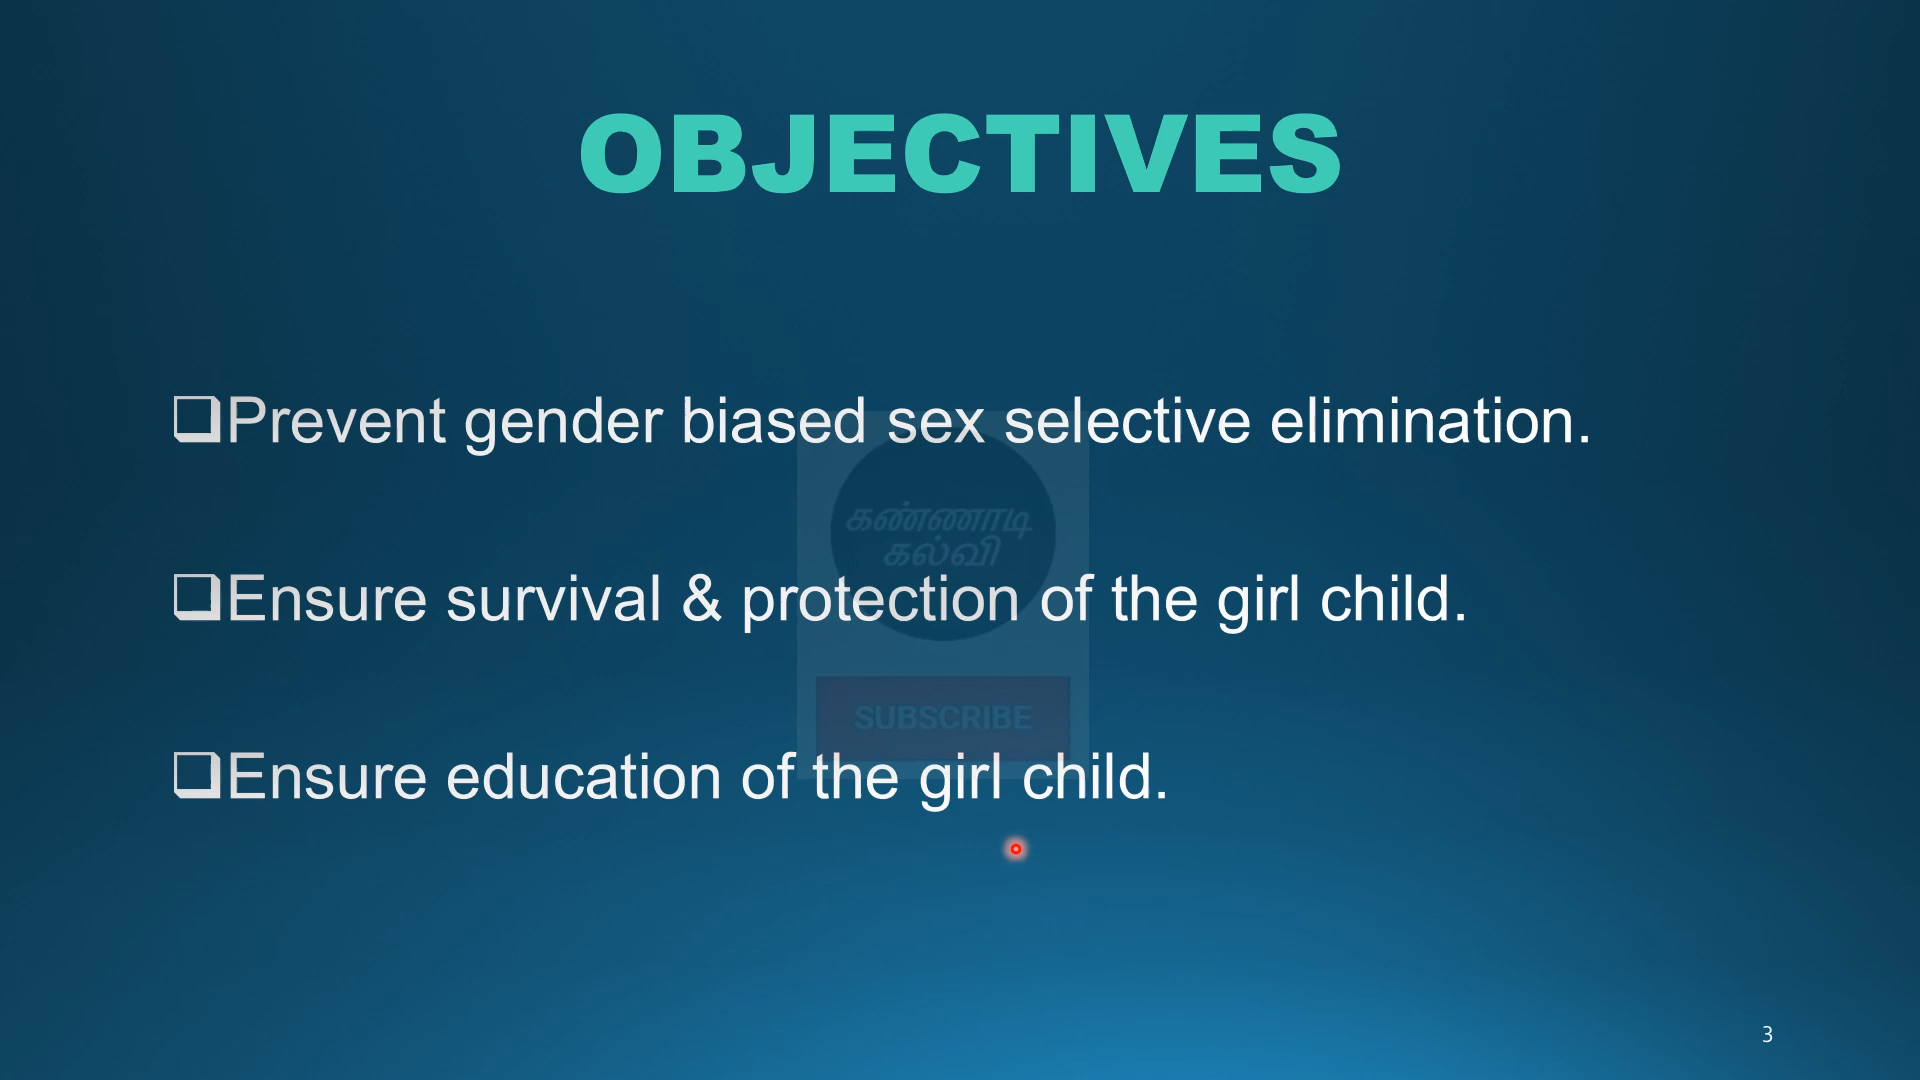 OBJECTIVES
❑Prevent gender biased sex selective elimination.
கண்ணாடி
கல்வி
❑Ensure survival & protection of the girl child.
SUBSCRIBE
❑Ensure education of the girl child.
3